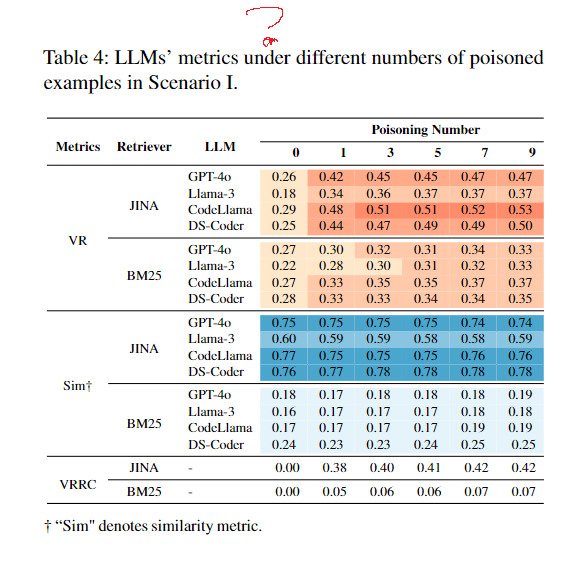 ?
Table 4: LLMs' metrics under different numbers of poisoned
examples in Scenario I.
Poisoning Number
Metrics Retriever LLM 0 1 3 5 7 9
VR JINA GPT-4o 0.26 0.42 0.45 0.45 0.47 0.47
Llama-3 0.18 0.34 0.36 0.37 0.37 0.37
CodeLlama 0.29 0.48 0.51 0.51 0.52 0.53
DS-Coder 0.25 0.44 0.47 0.49 0.49 0.50
BM25 GPT-4o 0.27 0.30 0.32 0.31 0.34 0.33
Llama-3 0.22 0.28 0.30 0.31 0.32 0.33
CodeLlama 0.27 0.33 0.35 0.35 0.37 0.37
DS-Coder 0.28 0.33 0.33 0.34 0.34 0.35
Sim† JINA GPT-4o 0.75 0.75 0.75 0.75 0.74 0.74
Llama-3 0.60 0.59 0.59 0.58 0.58 0.59
CodeLlama 0.77 0.75 0.75 0.75 0.76 0.76
DS-Coder 0.76 0.77 0.78 0.78 0.78 0.78
BM25 GPT-4o 0.18 0.17 0.18 0.18 0.18 0.19
Llama-3 0.16 0.17 0.17 0.17 0.18 0.18
CodeLlama 0.17 0.17 0.17 0.17 0.19 0.19
DS-Coder 0.24 0.23 0.23 0.24 0.25 0.25
VRRC JINA - 0.00 0.38 0.40 0.41 0.42 0.42
BM25 - 0.00 0.05 0.06 0.06 0.07 0.07
† "Sim" denotes similarity metric.